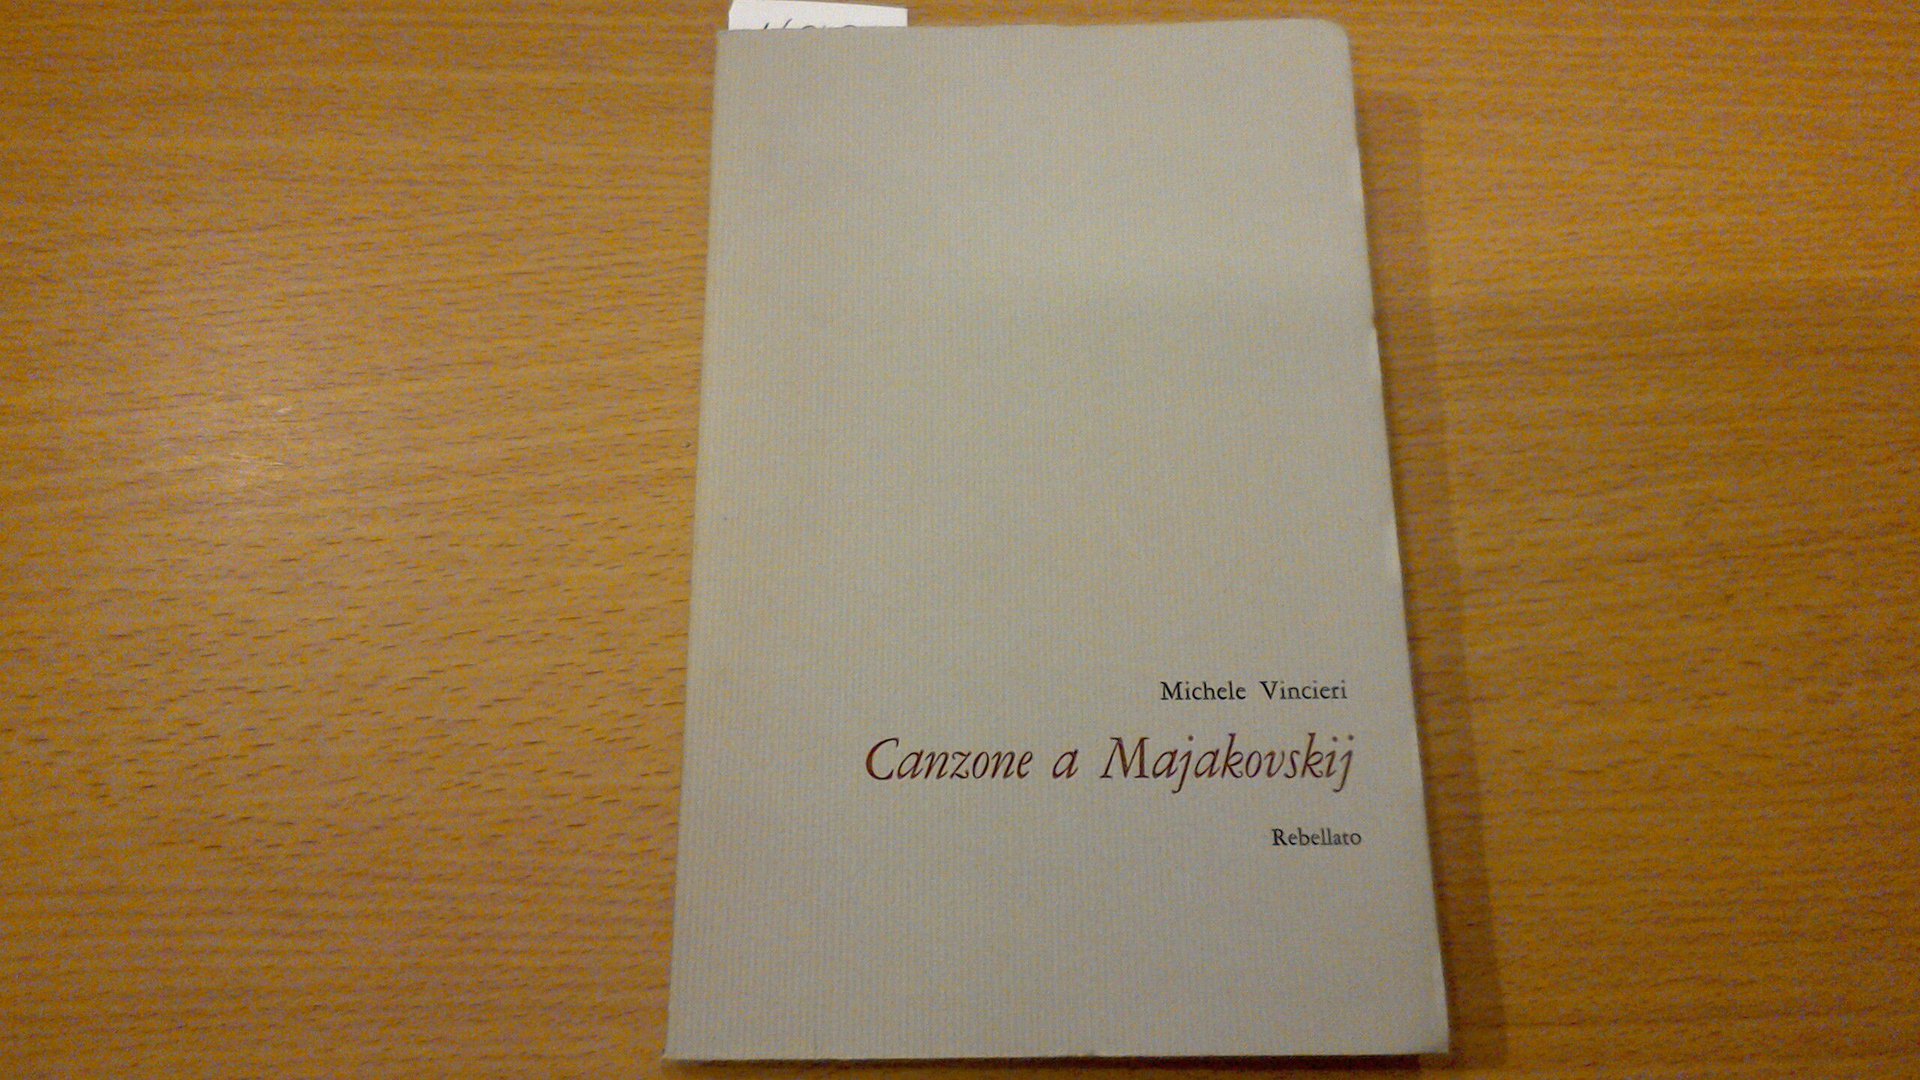 Michele Vincieri
Canzone a Majakovskij
Rebellato